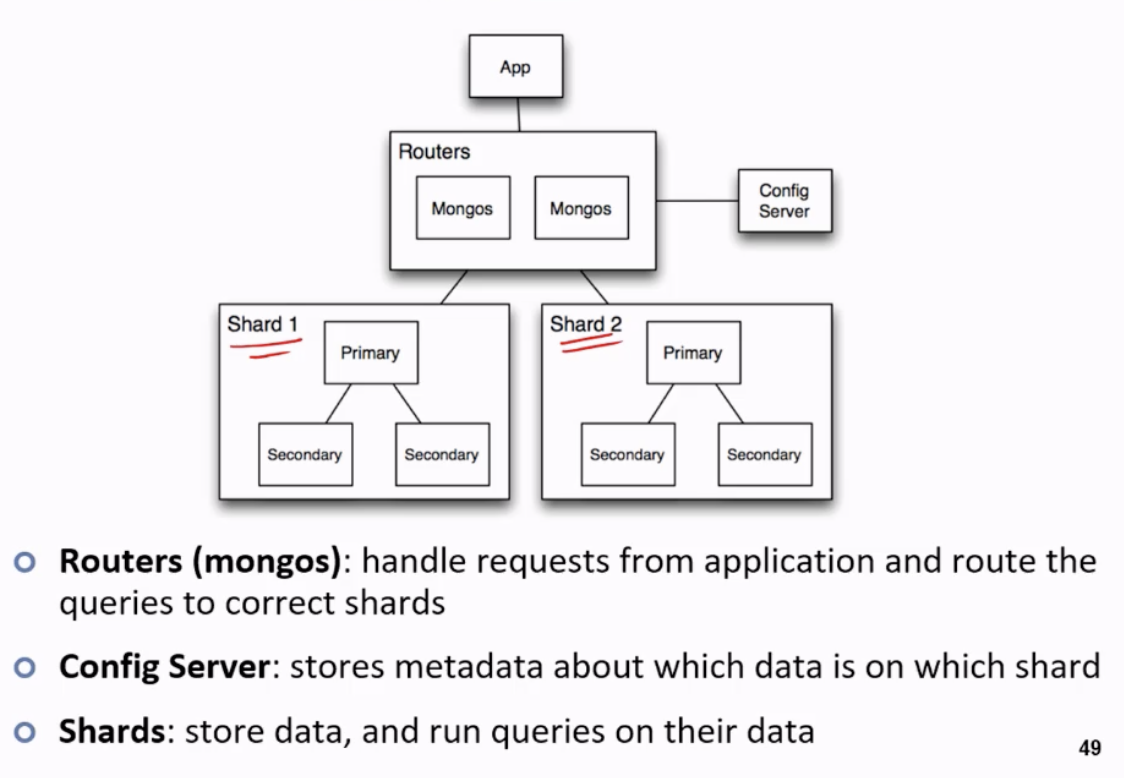 App
Routers
Mongos
Mongos
Config
Server
Shard 1
Primary
Secondary
Secondary
Shard 2
Primary
Secondary
Secondary
Routers (mongos): handle requests from application and route the
queries to correct shards
Config Server: stores metadata about which data is on which shard
Shards: store data, and run queries on their data
49